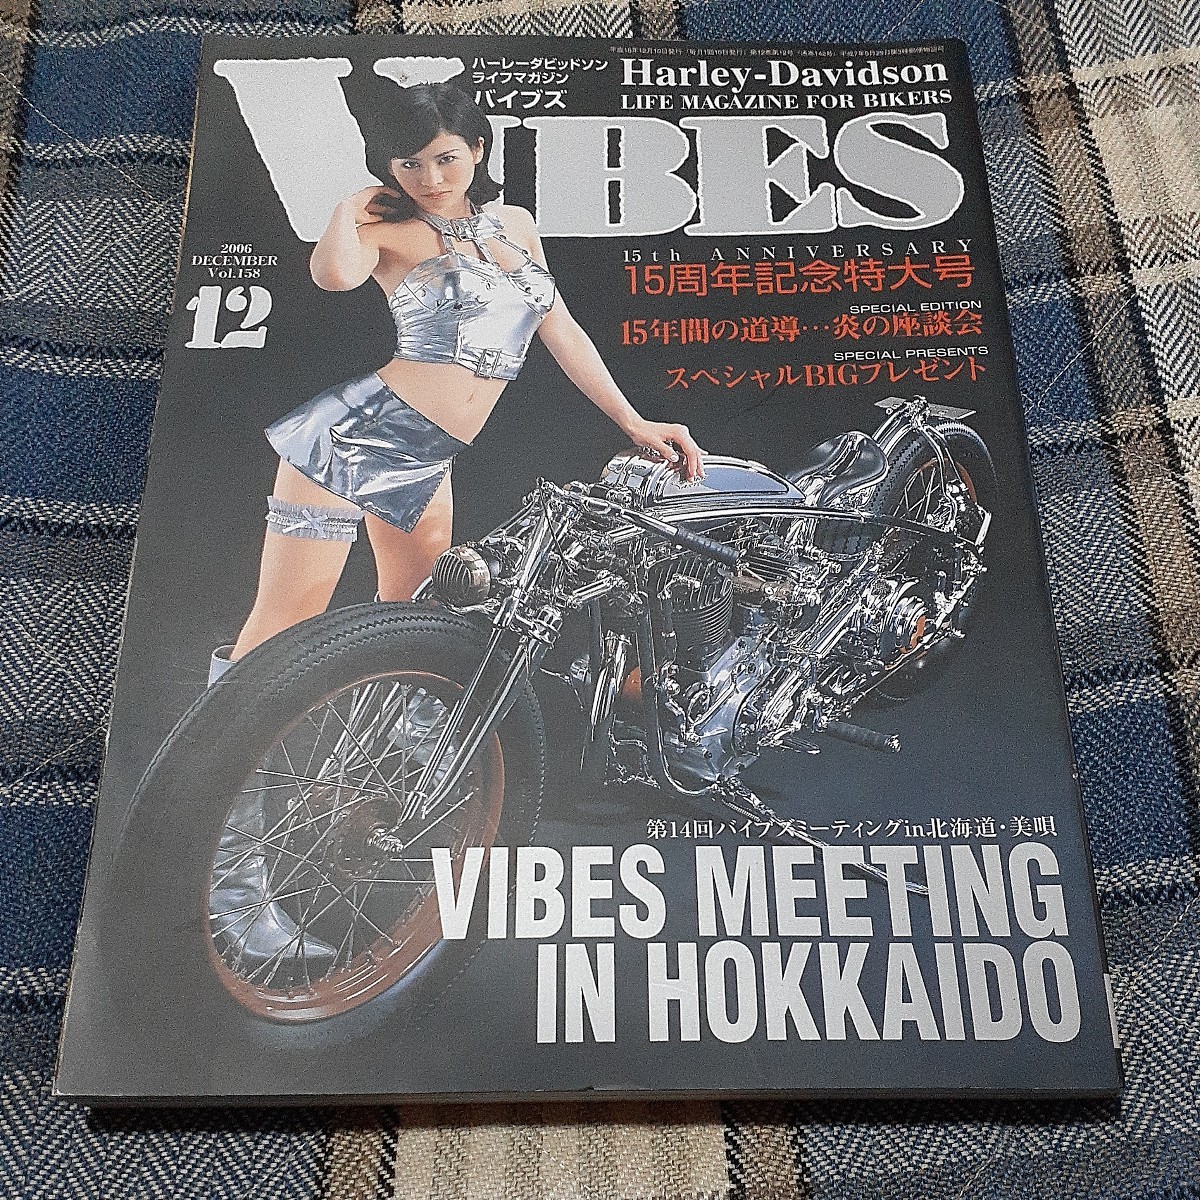 ハーレーダビッドソン
ライフマガジン
バイブズ
Harley-Davidson
LIFE MAGAZINE FOR BIKERS
VIBES
2006
DECEMBER
Vol.158
12
15th ANNIVERSARY
15周年記念特大号
SPECIAL EDITION
15年間の道導…炎の座談会
SPECIAL PRESENTS
スペシャルBIGプレゼント
第14回バイブズミーティングin北海道・美唄
VIBES MEETING
IN HOKKAIDO